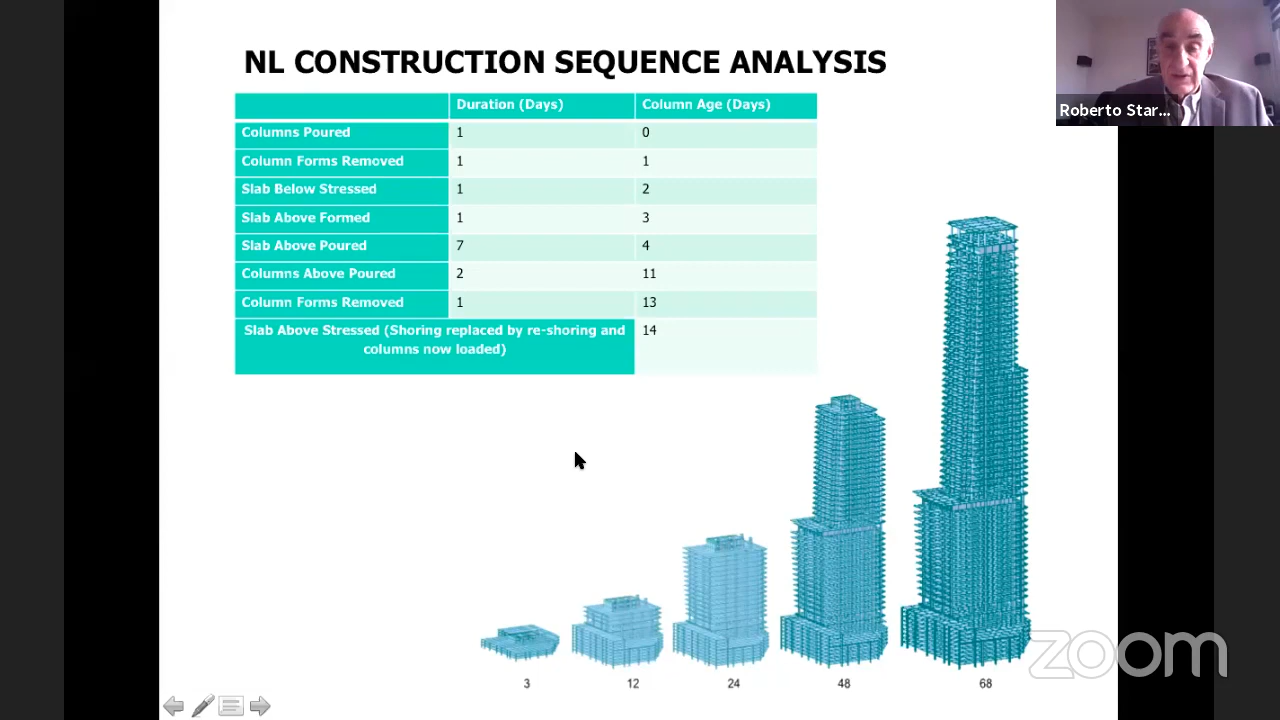 NL CONSTRUCTION SEQUENCE ANALYSIS
Duration (Days) Column Age (Days)
Columns Poured 1 0
Column Forms Removed 1 1
Slab Below Stressed 1 2
Slab Above Formed 1 3
Slab Above Poured 7 4
Columns Above Poured 2 11
Column Forms Removed 1 13
Slab Above Stressed (Shoring replaced by re-shoring and 14
columns now loaded)
Roberto Star...
3 12 24 48 68
zoom